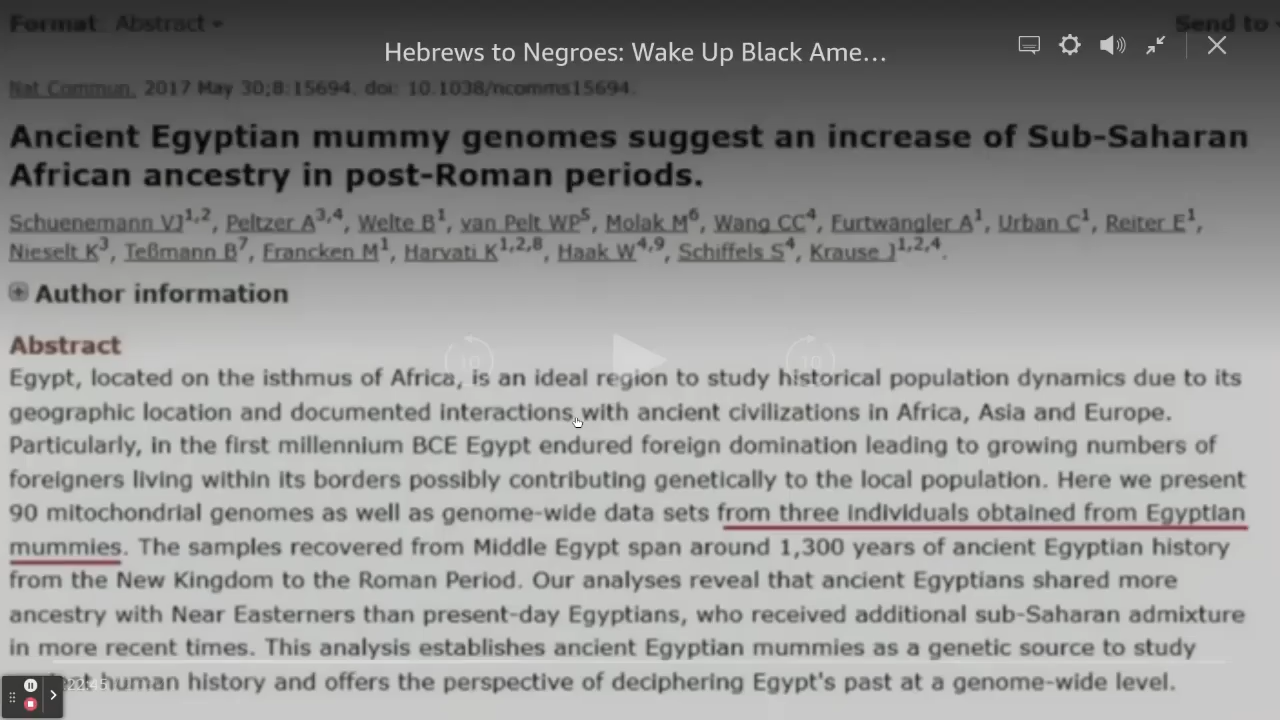 Format: Abstract
Send to
Hebrews to Negroes: Wake Up Black Ame...
Nat Commun. 2017 May 30;8:15694. doi: 10.1038/ncomms15694.
Ancient Egyptian mummy genomes suggest an increase of Sub-Saharan
African ancestry in post-Roman periods.
Schuenemann VJ1,2, Peltzer A3,4, Welte B1, van Pelt WP5, Molak M6, Wang CC4, Furtwängler A1, Urban C1, Reiter E1,
Nieselt K3, Teßmann B7, Francken M1, Harvati K1,2,8, Haak W4,9, Schiffels S4, Krause J1,2,4.
Author information
Abstract
Egypt, located on the isthmus of Africa, is an ideal region to study historical population dynamics due to its
geographic location and documented interactions with ancient civilizations in Africa, Asia and Europe.
Particularly, in the first millennium BCE Egypt endured foreign domination leading to growing numbers of
foreigners living within its borders possibly contributing genetically to the local population. Here we present
90 mitochondrial genomes as well as genome-wide data sets from three individuals obtained from Egyptian
mummies. The samples recovered from Middle Egypt span around 1,300 years of ancient Egyptian history
from the New Kingdom to the Roman Period. Our analyses reveal that ancient Egyptians shared more
ancestry with Near Easterners than present-day Egyptians, who received additional sub-Saharan admixture
in more recent times. This analysis establishes ancient Egyptian mummies as a genetic source to study
human history and offers the perspective of deciphering Egypt's past at a genome-wide level.
10
10